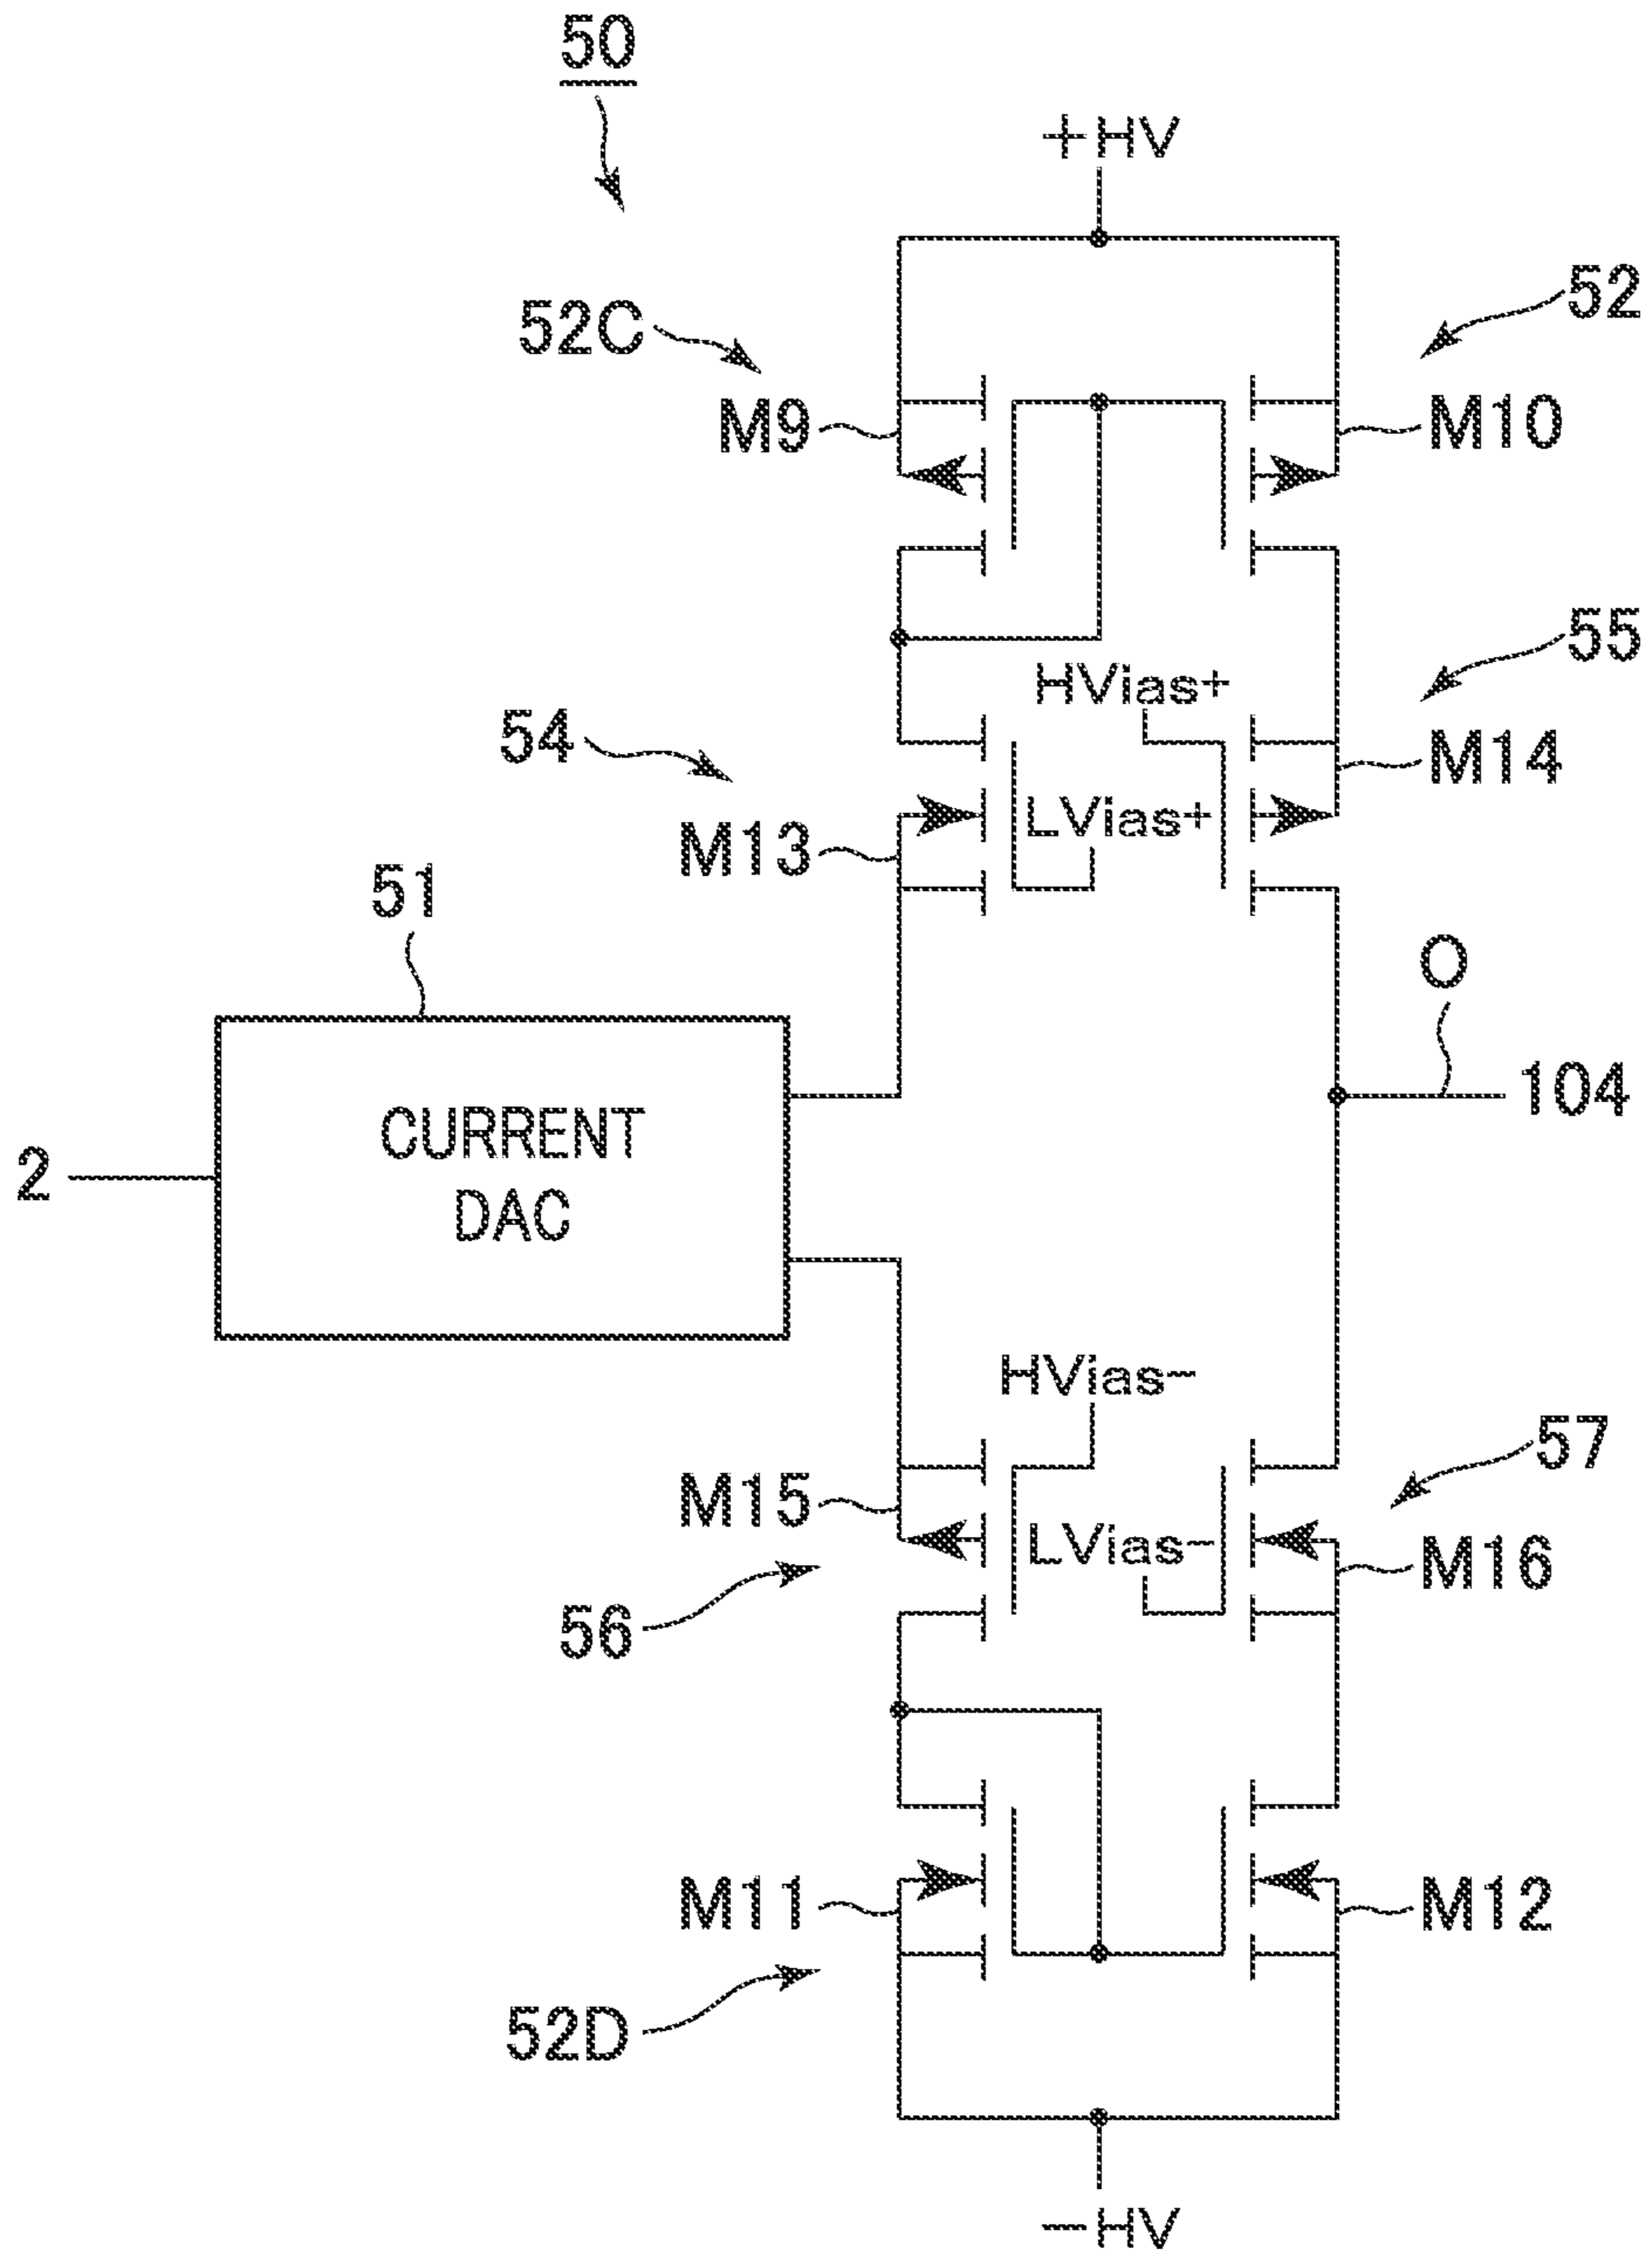 50
+HV
52C
52
M9
M10
55
HVias+
54
M14
LVias+
M13
51
O
CURRENT
DAC
104
2
HVias-
57
M15
LVias-
M16
56
M11
M12
52D
-HV